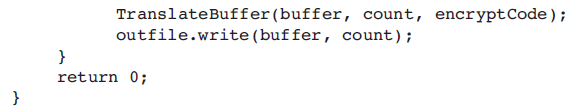 TranslateBuffer(buffer, count, encryptCode);
outfile.write(buffer, count);
}
return 0;
}